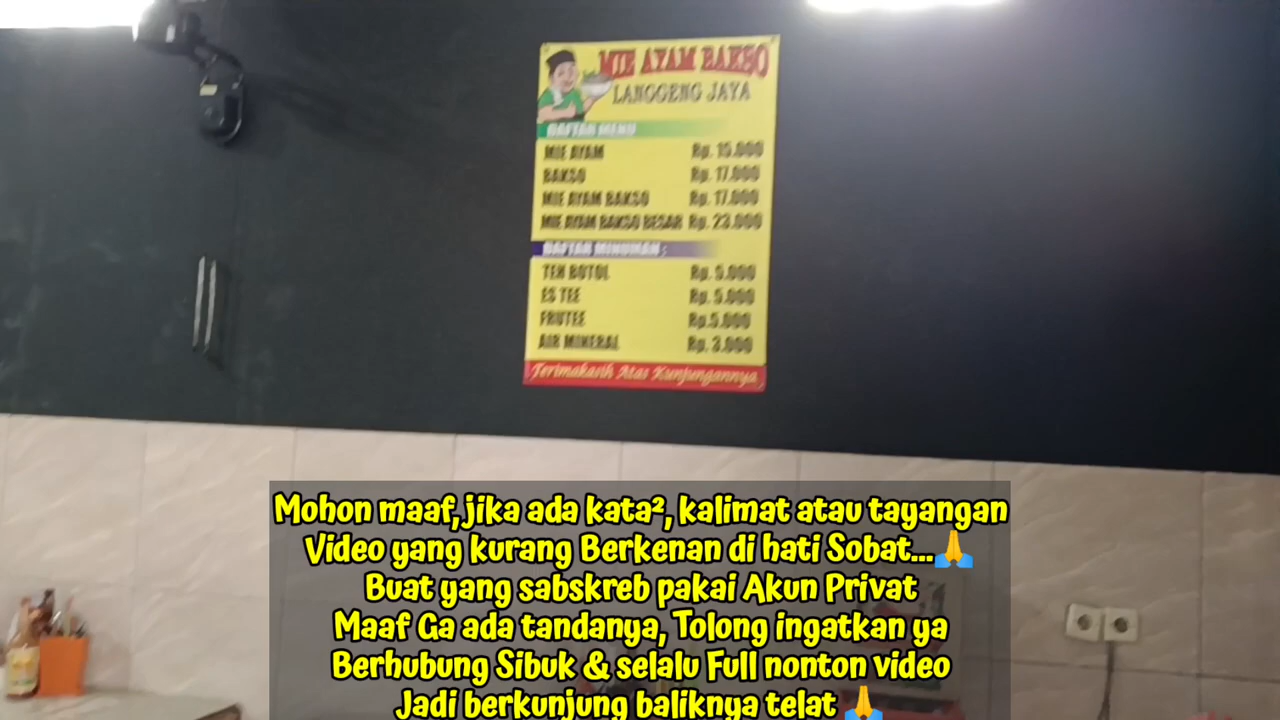 MIE AYAM BAKSO
LANGGENG JAYA
DAFTAR MENU
MIE AYAM Rp. 15.000
BAKSO Rp. 17.000
MIE AYAM BAKSO Rp. 17.000
MIE AYAM BAKSO BESAR Rp. 23.000
DAFTAR MINUMAN :
TEH BOTOL Rp. 5.000
ES TEE Rp. 5.000
FRUTEE Rp.5.000
AIR MINERAL Rp. 3.000
Terimakasih Atas Kunjungannya
Mohon maaf,jika ada kata², kalimat atau tayangan
Video yang kurang Berkenan di hati Sobat...🙏
Buat yang sabskreb pakai Akun Privat
Maaf Ga ada tandanya, Tolong ingatkan ya
Berhubung Sibuk & selalu Full nonton video
Jadi berkunjung baliknya telat 🙏